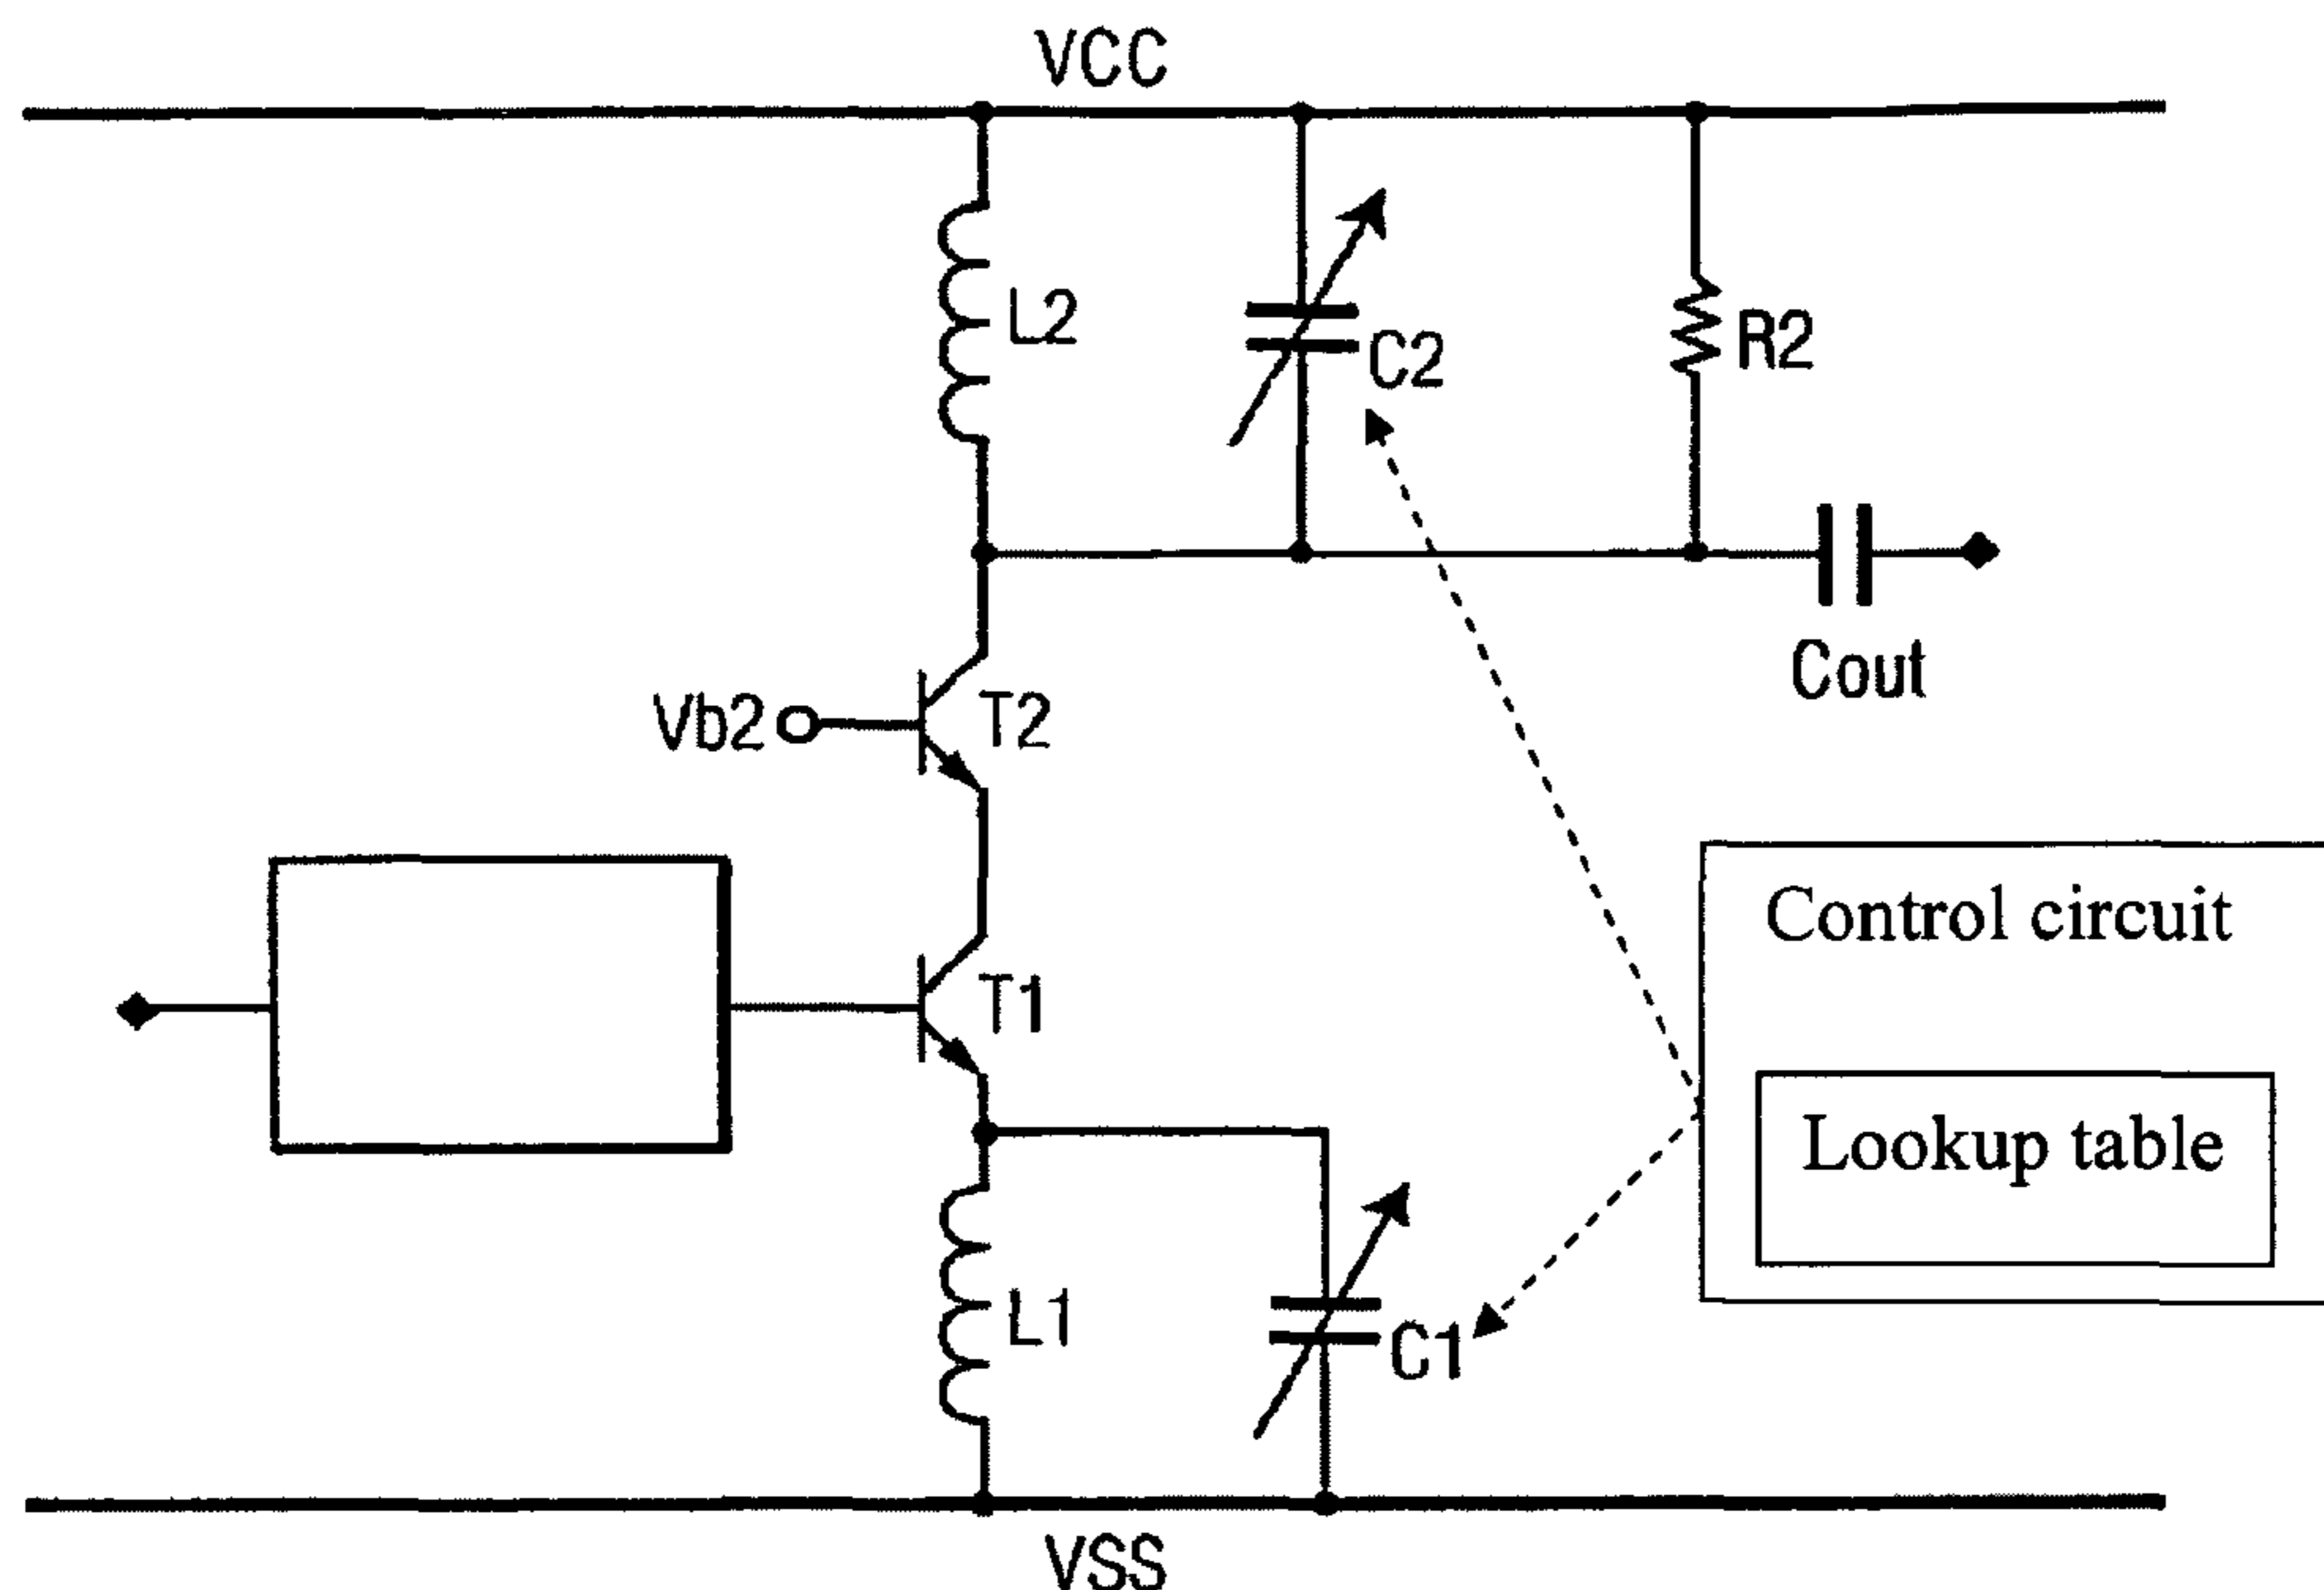 VCC
L2
C2
R2
Cout
Vb2
T2
Control circuit
T1
Lookup table
L1
C1
VSS